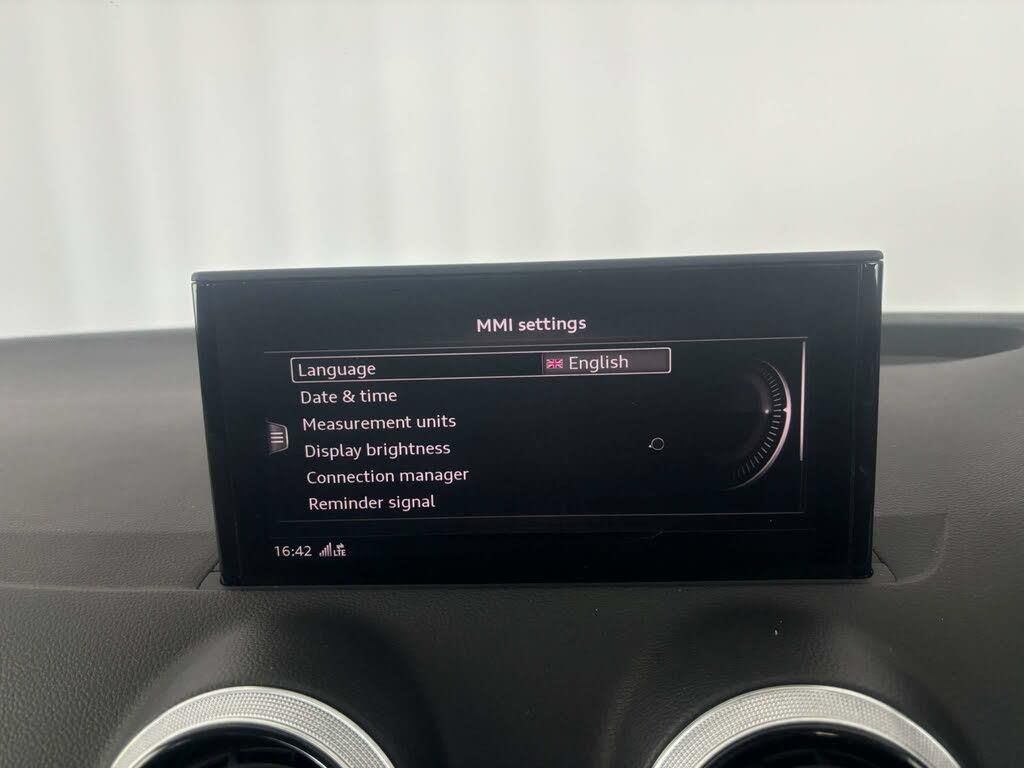 MMI settings
Language English
Date & time
Measurement units
Display brightness
Connection manager
Reminder signal
16:42 LTE